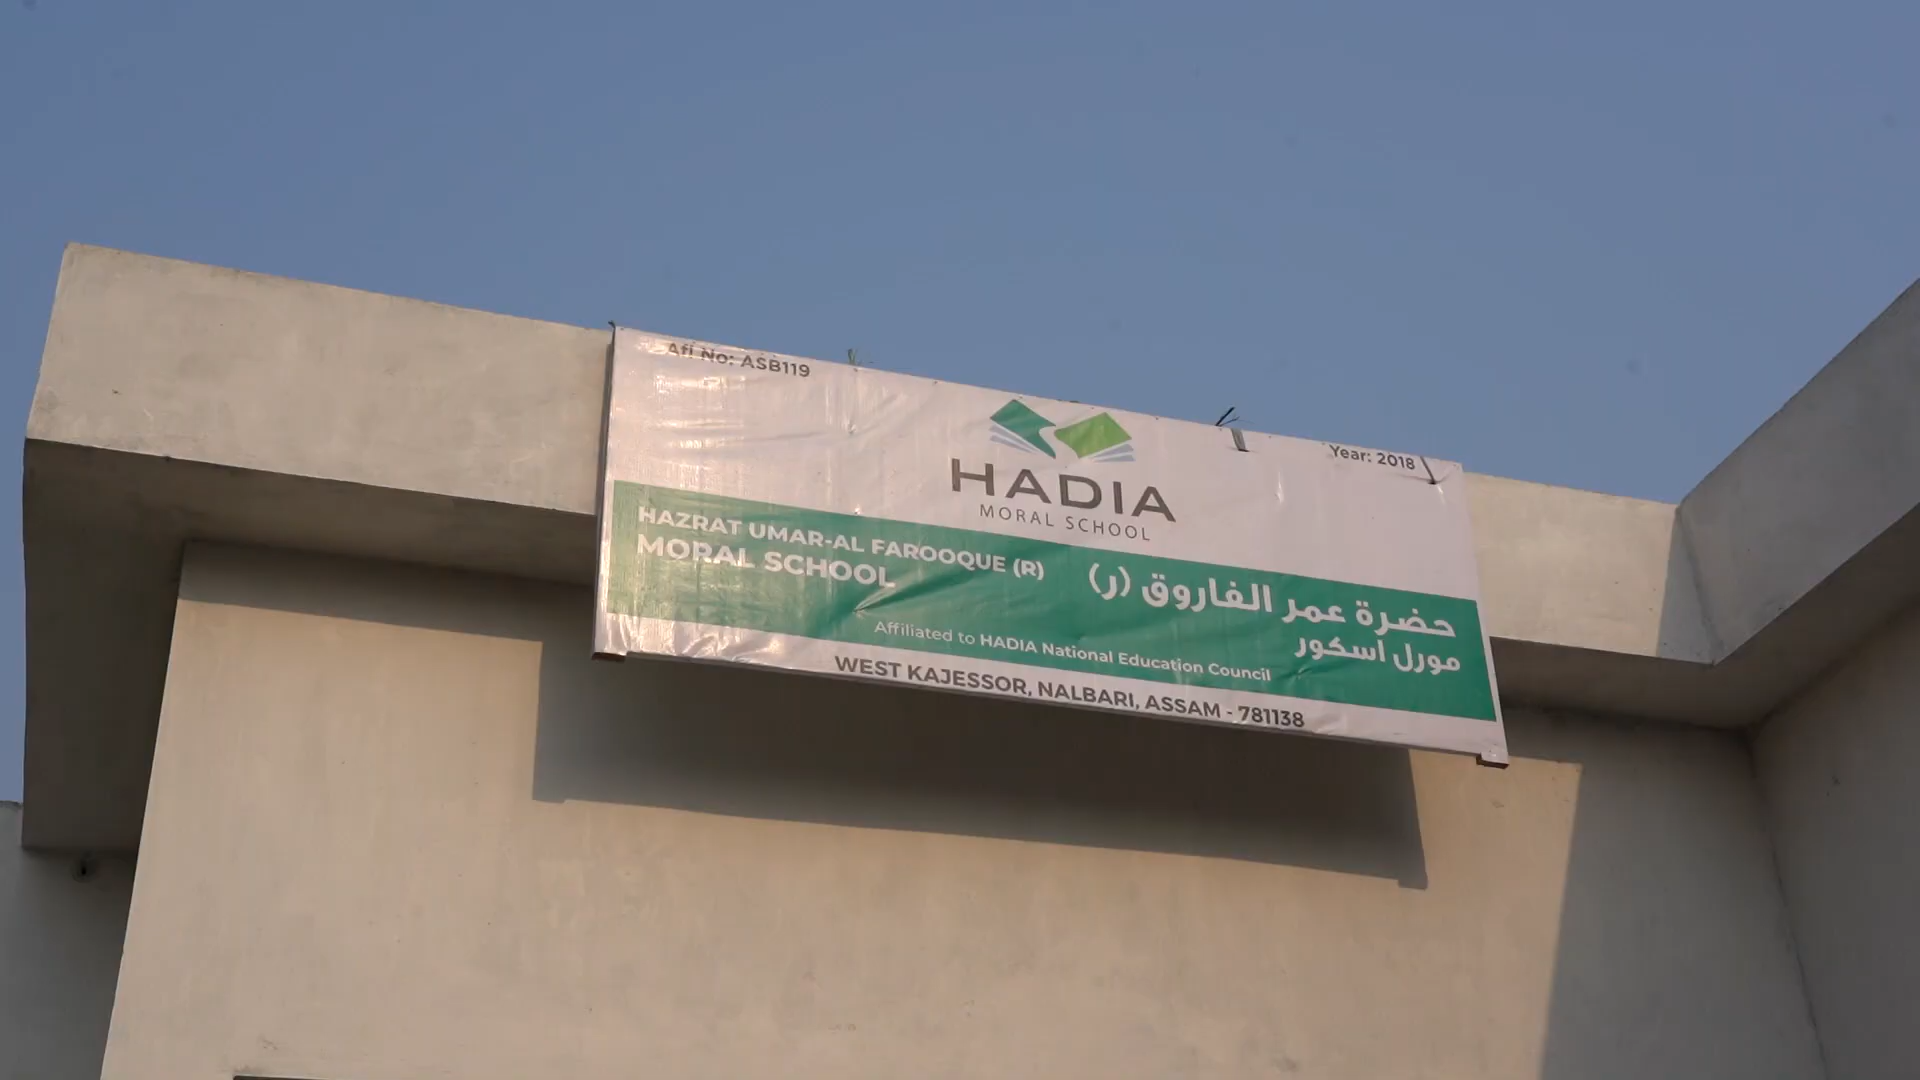 Afl No: ASB119
Year: 2018
HADIA
MORAL SCHOOL
HAZRAT UMAR-AL FAROOQUE (R)
MORAL SCHOOL
حضرة عمر الفاروق (ر)
مورل اسكور
Affiliated to HADIA National Education Council
WEST KAJESSOR, NALBARI, ASSAM - 781138